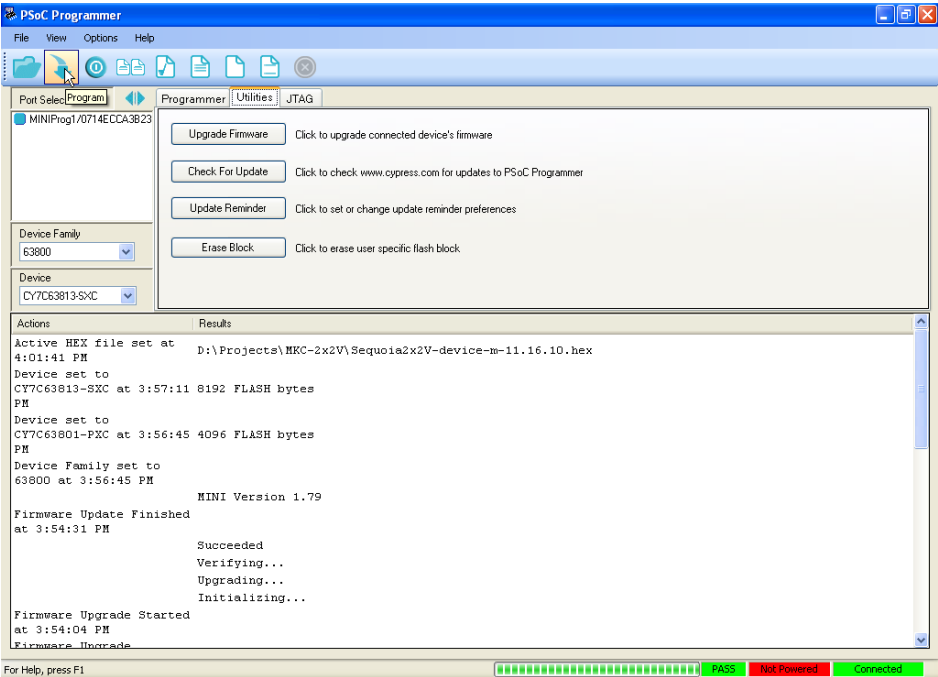 PSoC Programmer
File View Options Help
Port Selec Program
Programmer Utilities JTAG
MINIProg1/0714ECCA3B23
Upgrade Firmware Click to upgrade connected device's firmware
Check For Update Click to check www.cypress.com for updates to PSoC Programmer
Update Reminder Click to set or change update reminder preferences
Erase Block Click to erase user specific flash block
Device Family
63800
Device
CY7C63813-SXC
Actions Results
Active HEX file set at
4:01:41 PM
D:\Projects\MKC-2x2V\Sequoia2x2V-device-m-11.16.10.hex
Device set to
CY7C63813-SXC at 3:57:11 8192 FLASH bytes
PM
Device set to
CY7C63801-PXC at 3:56:45 4096 FLASH bytes
PM
Device Family set to
63800 at 3:56:45 PM
MINI Version 1.79
Firmware Update Finished
at 3:54:31 PM
Succeeded
Verifying...
Upgrading...
Initializing...
Firmware Upgrade Started
at 3:54:04 PM
Firmware Upgrade
For Help, press F1 PASS Not Powered Connected